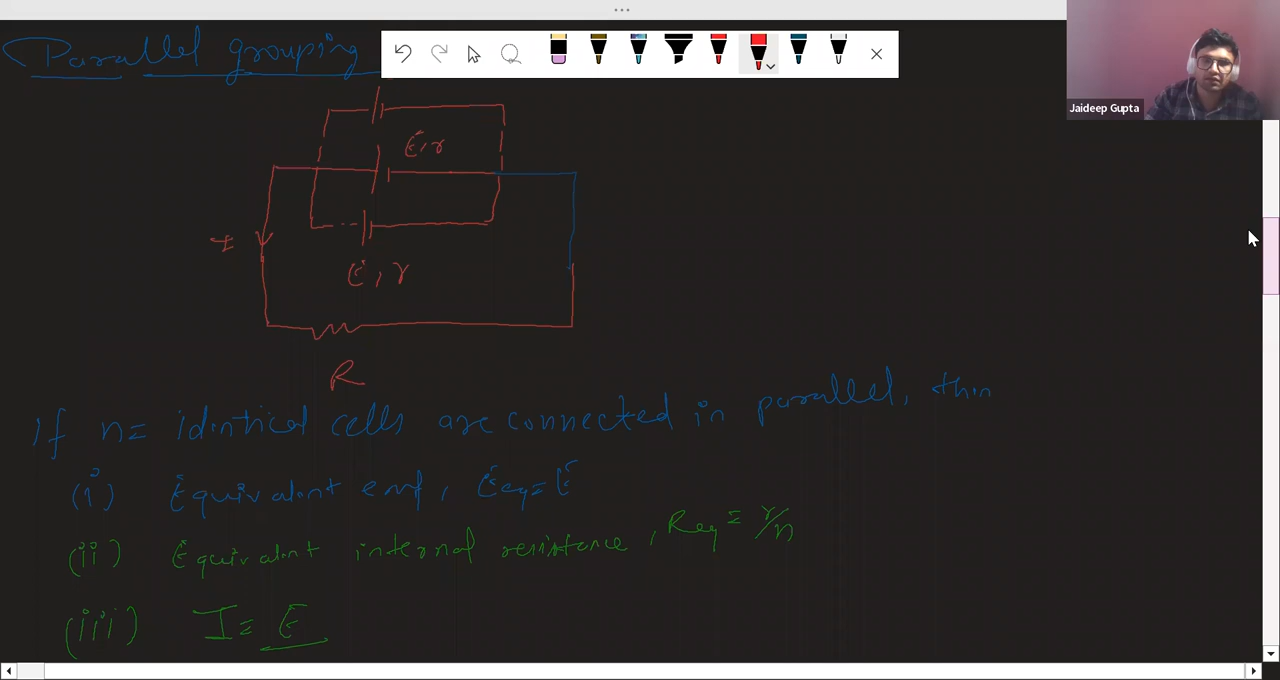 Parallel grouping
Jaideep Gupta
E, r
I
E, r
R
If n= identical cells are connected in parallel, then
(i) Equivalent emf, Eeq = E
(ii) Equivalent internal resistance, Req = r/n
(iii) I = E